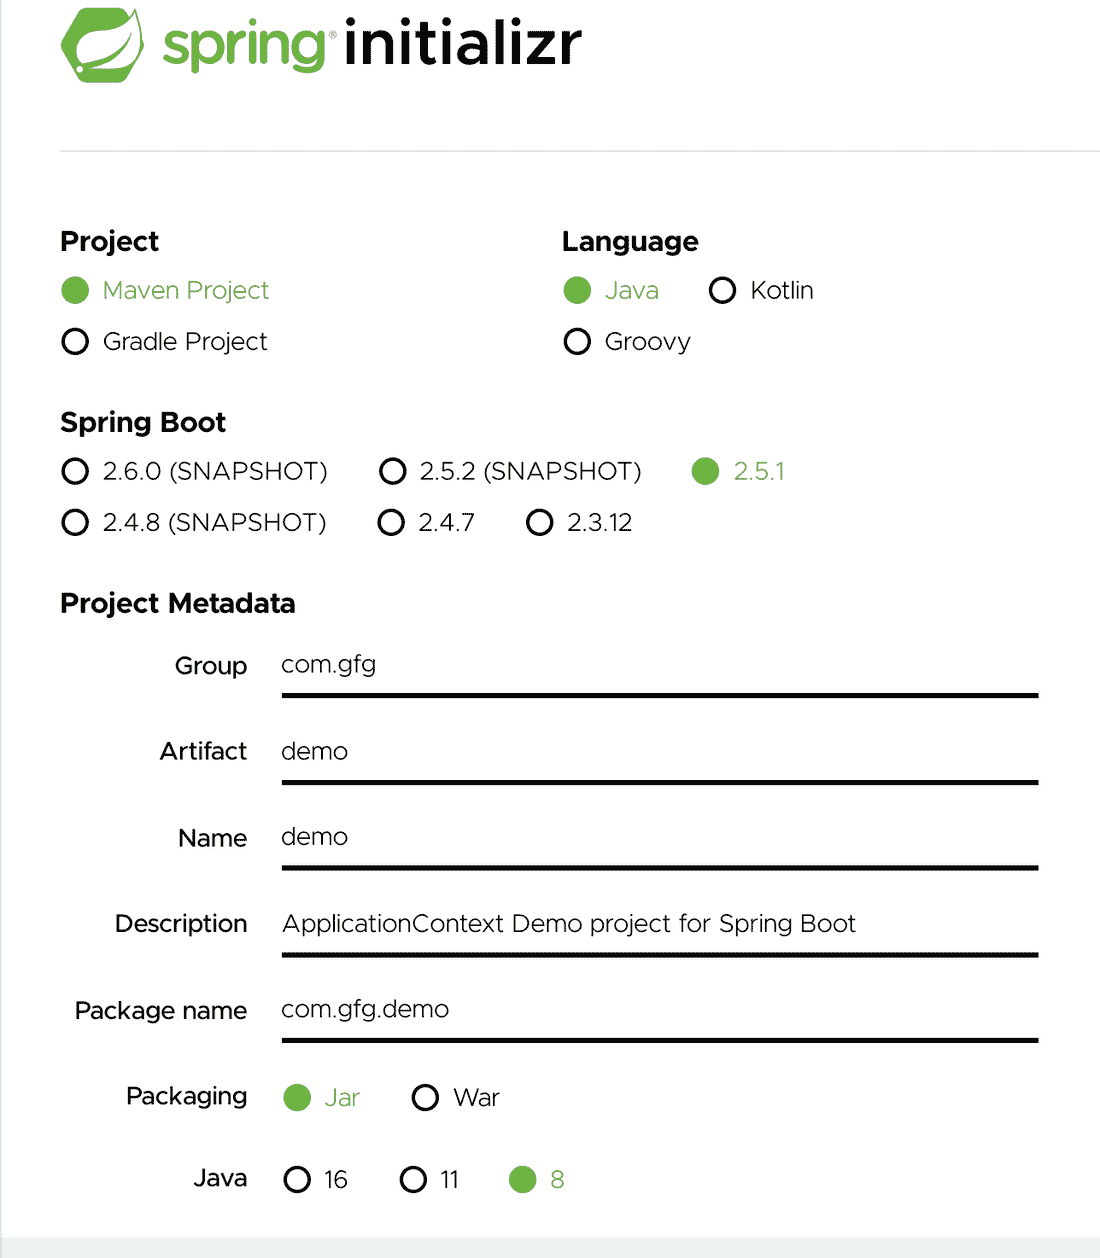 spring® initializr
Project
Language
Maven Project
Java Kotlin
Gradle Project
Groovy
Spring Boot
2.6.0 (SNAPSHOT) 2.5.2 (SNAPSHOT) 2.5.1
2.4.8 (SNAPSHOT) 2.4.7 2.3.12
Project Metadata
Group com.gfg
Artifact demo
Name demo
Description ApplicationContext Demo project for Spring Boot
Package name com.gfg.demo
Packaging Jar War
Java 16 11 8